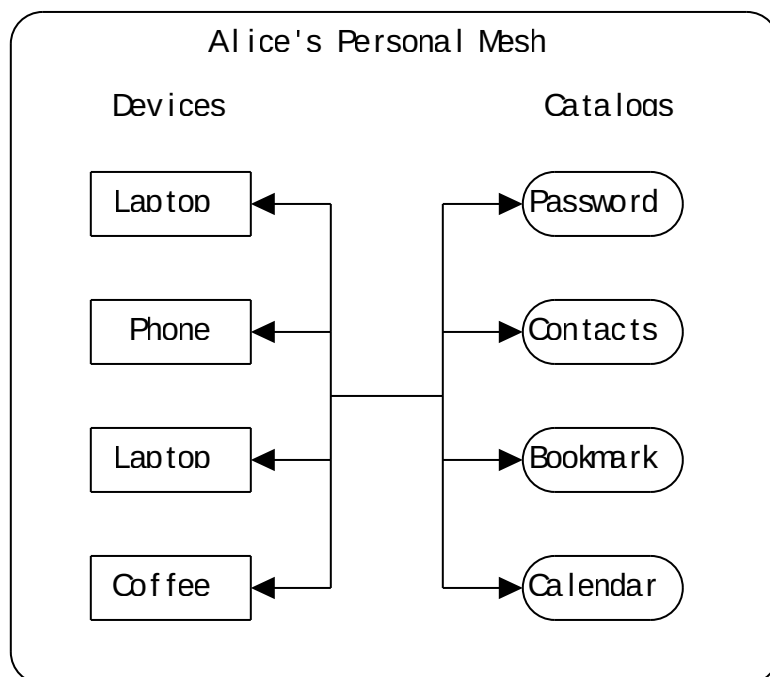 Alice's Personal Mesh
Devices
Catalogs
Laptop
Password
Phone
Contacts
Laptop
Bookmark
Coffee
Calendar